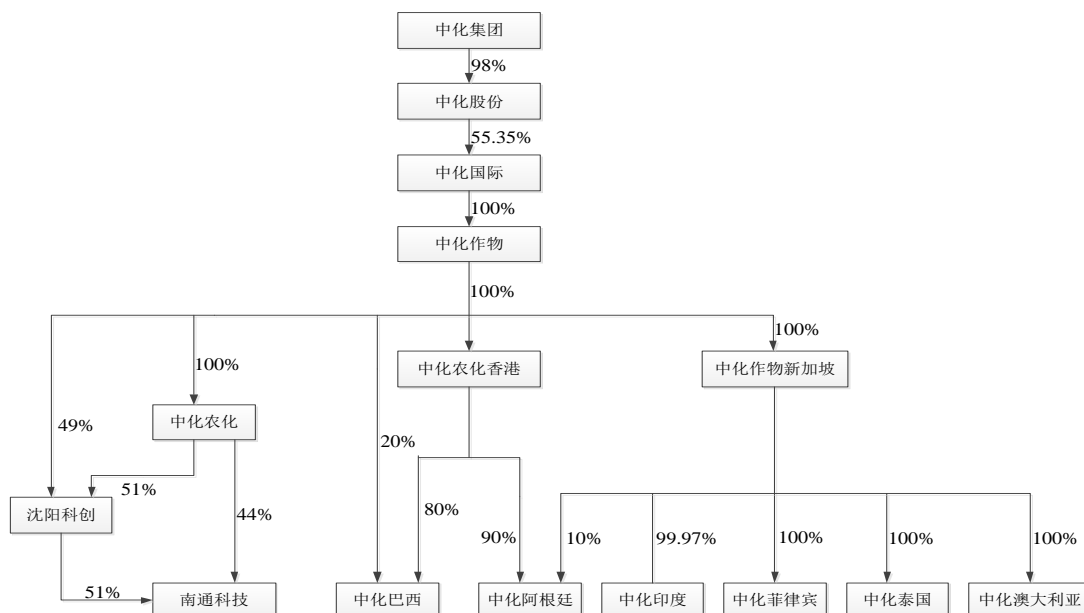 中化集团
98%
中化股份
55.35%
中化国际
100%
中化作物
100%
100%
100%
中化农化香港
中化作物新加坡
49%
中化农化
20%
51%
沈阳科创
44%
80%
90%
10%
99.97%
100%
100%
100%
51%
南通科技
中化巴西
中化阿根廷
中化印度
中化菲律宾
中化泰国
中化澳大利亚